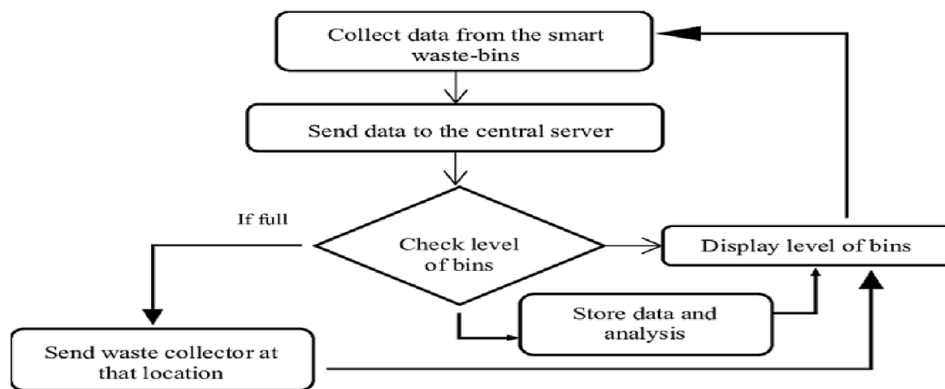 Collect data from the smart
waste-bins
Send data to the central server
If full
Check level
of bins
Display level of bins
Store data and
analysis
Send waste collector at
that location